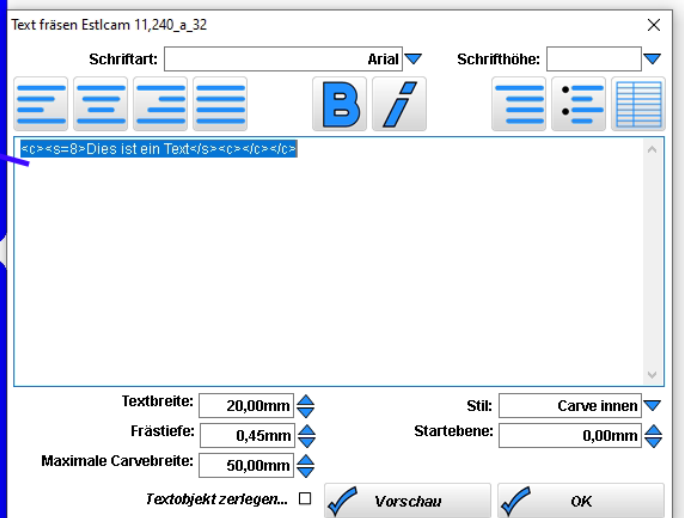 Text fräsen Estlcam 11,240_a_32
Schriftart: Arial Schrifthöhe:
B i
<c><s=8>Dies ist ein Text</s><c></c></c>
Textbreite: 20,00mm Stil: Carve innen
Frästiefe: 0,45mm Startebene: 0,00mm
Maximale Carvebreite: 50,00mm
Textobjekt zerlegen... Vorschau OK